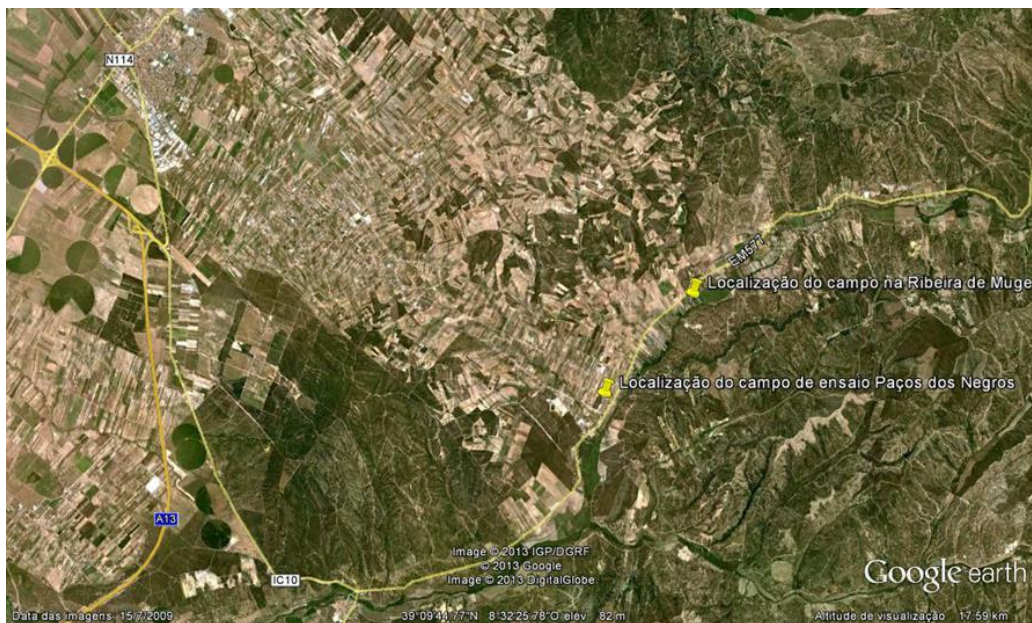 N114
EM577
Localização do campo na Ribeira de Muge
Localização do campo de ensaio Paços dos Negros
A13
IC10
Image © 2013 IGP/DGRF
© 2013 Google
Image © 2013 DigitalGlobe
Google earth
Data das imagens: 15/7/2009
39°09'44.77"N 8°32'25.78"O elev 82 m
Altitude de visualização 17.59 km